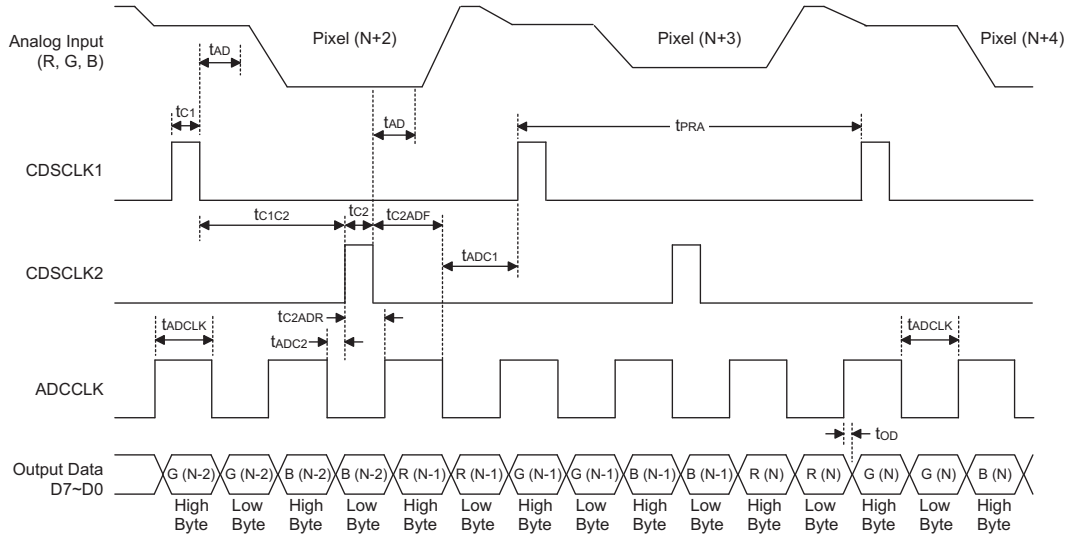 Analog Input
(R, G, B)
Pixel (N+2)
Pixel (N+3)
Pixel (N+4)
tAD
tC1
tAD
tPRA
CDSCLK1
tC1C2
tC2
tC2ADF
tADC1
CDSCLK2
tC2ADR
tADCLK
tADC2
tADCLK
ADCCLK
tOD
Output Data
D7~D0
G (N-2)
G (N-2)
B (N-2)
B (N-2)
R (N-1)
R (N-1)
G (N-1)
G (N-1)
B (N-1)
B (N-1)
R (N)
R (N)
G (N)
G (N)
B (N)
High Low High Low High Low High Low High Low High Low High Low High
Byte Byte Byte Byte Byte Byte Byte Byte Byte Byte Byte Byte Byte Byte Byte